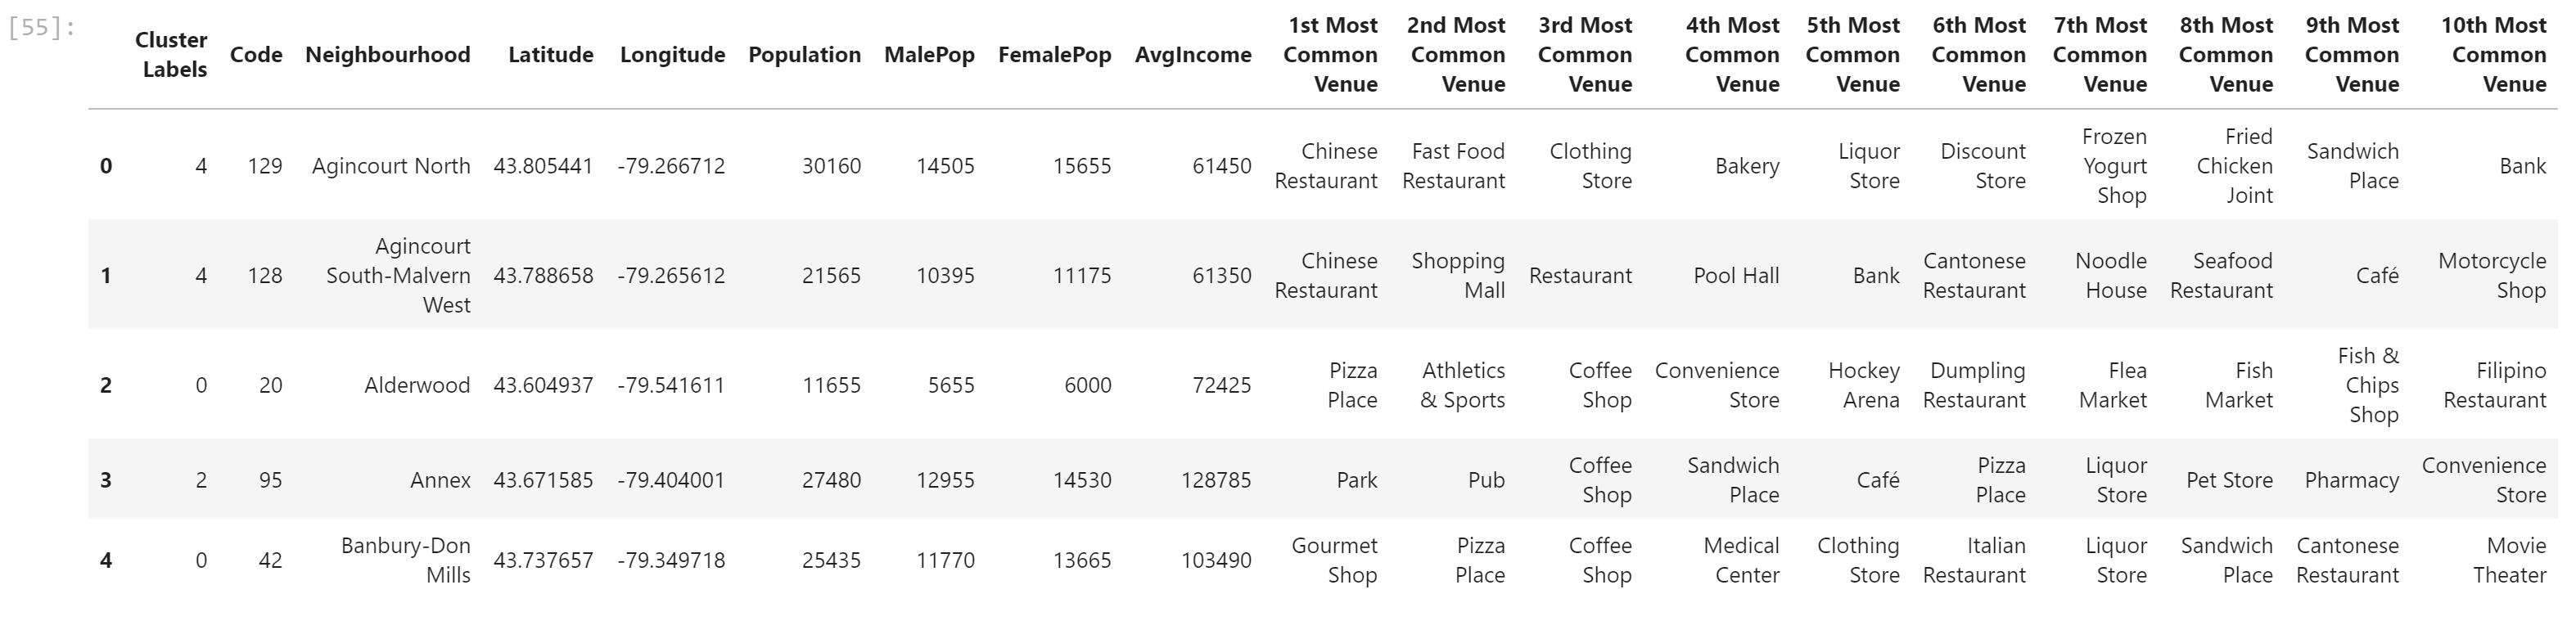 [55]:
Cluster Labels Code Neighbourhood Latitude Longitude Population MalePop FemalePop AvgIncome 1st Most Common Venue 2nd Most Common Venue 3rd Most Common Venue 4th Most Common Venue 5th Most Common Venue 6th Most Common Venue 7th Most Common Venue 8th Most Common Venue 9th Most Common Venue 10th Most Common Venue
0 4 129 Agincourt North 43.805441 -79.266712 30160 14505 15655 61450 Chinese Restaurant Fast Food Restaurant Clothing Store Bakery Liquor Store Discount Store Frozen Yogurt Shop Fried Chicken Joint Sandwich Place Bank
1 4 128 Agincourt South-Malvern West 43.788658 -79.265612 21565 10395 11175 61350 Chinese Restaurant Shopping Mall Restaurant Pool Hall Bank Cantonese Restaurant Noodle House Seafood Restaurant Café Motorcycle Shop
2 0 20 Alderwood 43.604937 -79.541611 11655 5655 6000 72425 Pizza Place Athletics & Sports Coffee Shop Convenience Store Hockey Arena Dumpling Restaurant Flea Market Fish Market Fish & Chips Shop Filipino Restaurant
3 2 95 Annex 43.671585 -79.404001 27480 12955 14530 128785 Park Pub Coffee Shop Sandwich Place Café Pizza Place Liquor Store Pet Store Pharmacy Convenience Store
4 0 42 Banbury-Don Mills 43.737657 -79.349718 25435 11770 13665 103490 Gourmet Shop Pizza Place Coffee Shop Medical Center Clothing Store Italian Restaurant Liquor Store Sandwich Place Cantonese Restaurant Movie Theater